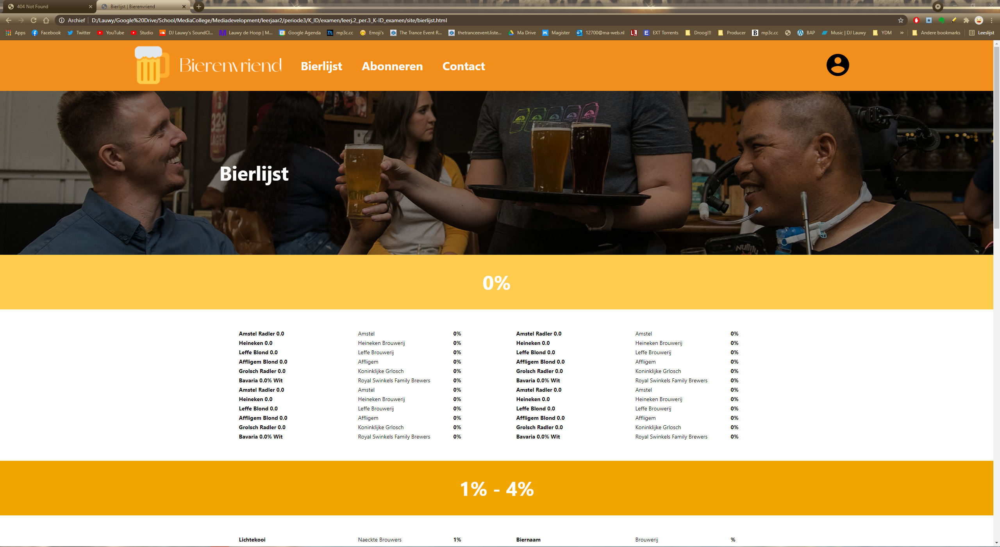 404 Not Found
Bierlijst | Bierenvriend
Archief | D:/Lauwy/Google%20Drive/School/MediaCollege/Mediadevelopment/leerjaar2/periode3/K_ID/examen/leerj.2_per.3_K-ID_examen/site/bierlijst.html
Apps Facebook Twitter YouTube Studio DJ Lauwy's SoundCl... Lauwy de Hoop | M... Google Agenda mp3c.cc Emoji's The Trance Event R... thetranceevent.liste... Ma Drive Magister 12700@ma-web.nl EXT Torrents Droog!!! Producer mp3c.cc BAP Music | DJ Lauwy YDM » Andere bookmarks Leeslijst
Bierenvriend Bierlijst Abonneren Contact
329
LAGER
Bierlijst
0%
Amstel Radler 0.0 Amstel 0% Amstel Radler 0.0 Amstel 0%
Heineken 0.0 Heineken Brouwerij 0% Heineken 0.0 Heineken Brouwerij 0%
Leffe Blond 0.0 Leffe Brouwerij 0% Leffe Blond 0.0 Leffe Brouwerij 0%
Affligem Blond 0.0 Affligem 0% Affligem Blond 0.0 Affligem 0%
Grolsch Radler 0.0 Koninklijke Grlosch 0% Grolsch Radler 0.0 Koninklijke Grlosch 0%
Bavaria 0.0% Wit Royal Swinkels Family Brewers 0% Bavaria 0.0% Wit Royal Swinkels Family Brewers 0%
Amstel Radler 0.0 Amstel 0% Amstel Radler 0.0 Amstel 0%
Heineken 0.0 Heineken Brouwerij 0% Heineken 0.0 Heineken Brouwerij 0%
Leffe Blond 0.0 Leffe Brouwerij 0% Leffe Blond 0.0 Leffe Brouwerij 0%
Affligem Blond 0.0 Affligem 0% Affligem Blond 0.0 Affligem 0%
Grolsch Radler 0.0 Koninklijke Grlosch 0% Grolsch Radler 0.0 Koninklijke Grlosch 0%
Bavaria 0.0% Wit Royal Swinkels Family Brewers 0% Bavaria 0.0% Wit Royal Swinkels Family Brewers 0%
1% - 4%
Lichtekooi Naeckte Brouwers 1% Biernaam Brouwerij %